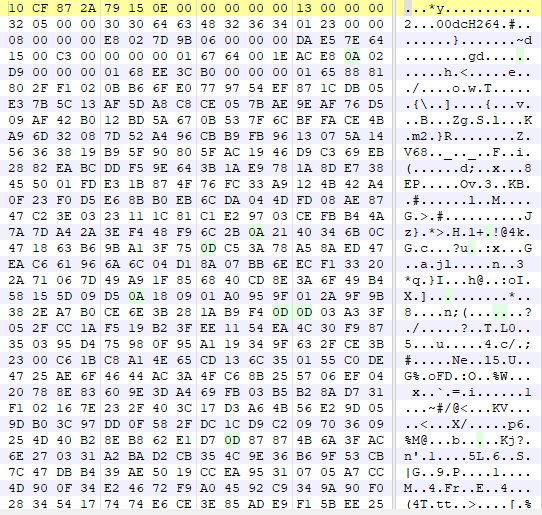 10 CF 87 2A 79 15 0E 00 00 00 00 00 13 00 00 00 ...*y...........
32 05 00 00 30 30 64 63 48 32 36 34 01 23 00 00 2...00dcH264.#..
00 00 00 00 E8 02 7D 9B 06 00 00 00 DA E5 7E 64 ......}.......~d
15 00 C3 00 00 00 00 01 67 64 00 1E AC E8 0A 02 ........gd......
D9 00 00 00 01 68 EE 3C B0 00 00 00 01 65 88 81 .....h.<.....e..
80 2F F1 02 0B B6 6F E0 77 97 54 EF 87 1C DB 05 ./....o.w.T.....
E3 7B 5C 13 AF 5D A8 C8 CE 05 7B AE 9E AF 76 D5 .{\..]....{...v.
09 AF 42 B0 12 BD 5A 67 0B 53 7F 6C BF FA CE 4B ..B...Zg.S.l...K
A9 6D 32 08 7D 52 A4 96 CB B9 FB 96 13 07 5A 14 .m2.}R........Z.
56 36 38 19 B9 5F 90 80 5F AC 19 46 D9 C3 69 EB V68.._.._..F..i.
28 82 EA BC DD F5 9E 64 3B 1A E9 78 1A 8D E7 38 (......d;..x...8
45 50 01 FD E3 1B 87 4F 76 FC 33 A9 12 4B 42 A4 EP.....Ov.3..KB.
0F 23 F0 D5 E6 8B B0 EB 6C DA 04 4D FD 08 AE 87 .#......l..M....
47 C2 3E 03 23 11 1C 81 C1 E2 97 03 CE FB B4 4A G.>.#..........J
7A 7D A4 2A 3E F4 48 F9 6C 2B 0A 21 40 34 6B 0C z}.*>.H.l+.!@4k.
47 18 63 B6 9B A1 3F 75 0D C5 3A 78 A5 8A ED 47 G.c...?u..:x...G
EA C6 61 96 6A 6C 04 D1 8A 07 BB 6E EC F1 33 20 ..a.jl.....n..3
2A 71 06 7D 49 A9 1F 85 68 40 CD 8E 3A 6F 49 B4 *q.}I...h@..:oI.
58 15 5D 09 D5 0A 18 09 01 A0 95 9F 01 2A 9F 9B X.]..........*..
38 2E A7 B0 CE 6E 3B 28 1A B9 F4 0D 0D 03 A3 3F 8....n;(.......?
05 2F CC 1A F5 19 B2 3F EE 11 54 EA 4C 30 F9 87 ./.....?..T.L0..
35 03 95 D4 75 98 0F 95 A1 19 34 9F 63 2F CE 3B 5...u.....4.c/.;
23 00 C6 1B C8 A1 4E 65 CD 13 6C 35 01 55 C0 DE #.....Ne..l5.U..
47 25 AE 6F 46 44 AC 3A 4F C6 8B 25 57 06 EF 04 G%.oFD.:O..%W...
20 78 8E 83 60 9E 3D A4 69 FB 03 B5 B2 8A D7 31 x..`.=.i......1
F1 02 16 7E 23 2F 40 3C 17 D3 A3 64 4B 56 E2 9D 05
9D B0 3C 97 DD 0F 58 2F DC 1C D9 C2 09 70 36 09 ..<...X/.....p6.
25 4D 40 B2 8E B8 62 E1 D7 0D 87 87 4B 6A 3F AC %M@...b.....Kj?.
6E 27 03 31 A2 BA D2 CB 35 4C 9E 36 B6 9F 53 CB n'.1....5L.6..S.
7C 47 DB B4 39 AE 50 19 CC EA 95 31 07 05 A7 CC |G..9.P....1....
4D 90 0F 34 E2 46 72 F9 A0 45 92 C9 34 9A 90 F0 M..4.Fr..E..4...
28 34 54 17 74 74 E6 CE 3E 85 AD E9 F1 5B EE 25 (4T.tt..>....[.%